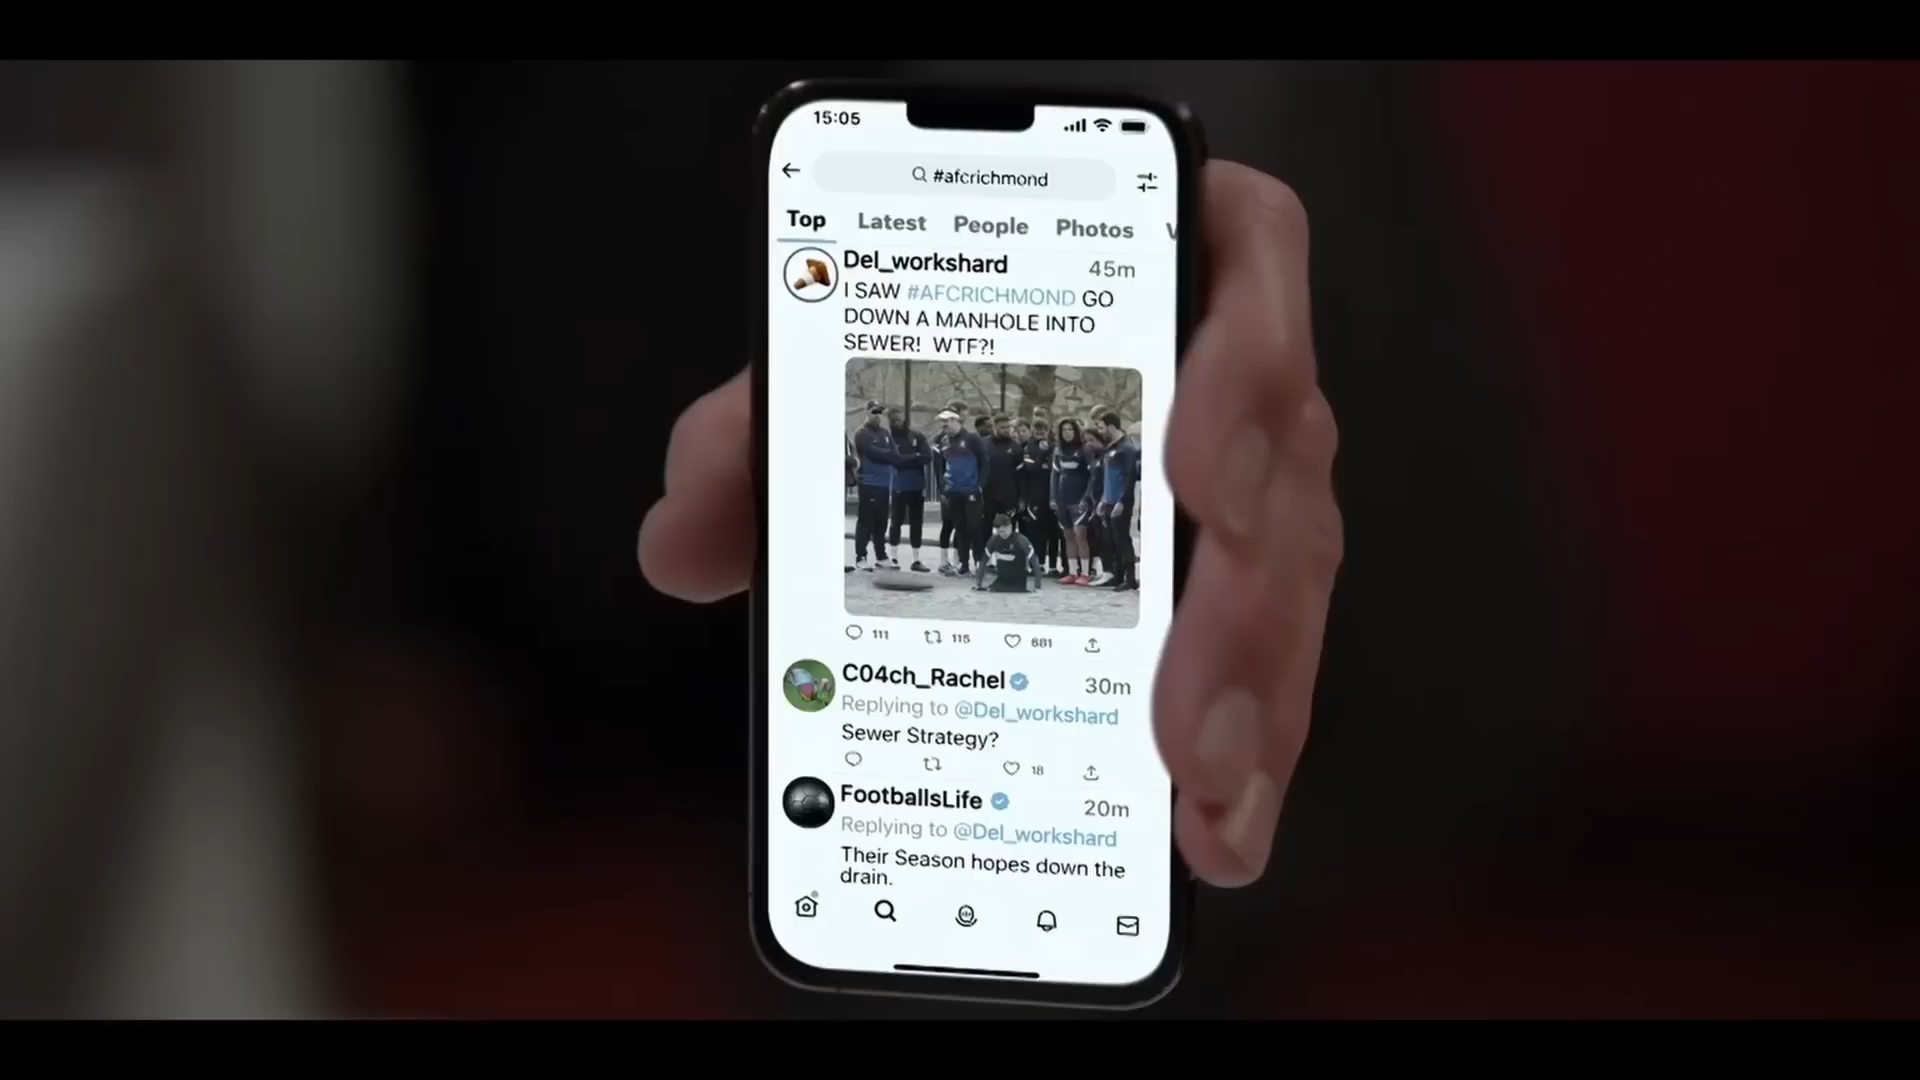 15:05
#afcrichmond
Top Latest People Photos V
Del_workshard 45m
I SAW #AFCRICHMOND GO
DOWN A MANHOLE INTO
SEWER! WTF?!
111 115 681
C04ch_Rachel 30m
Replying to @Del_workshard
Sewer Strategy?
18
FootballsLife 20m
Replying to @Del_workshard
Their Season hopes down the
drain.